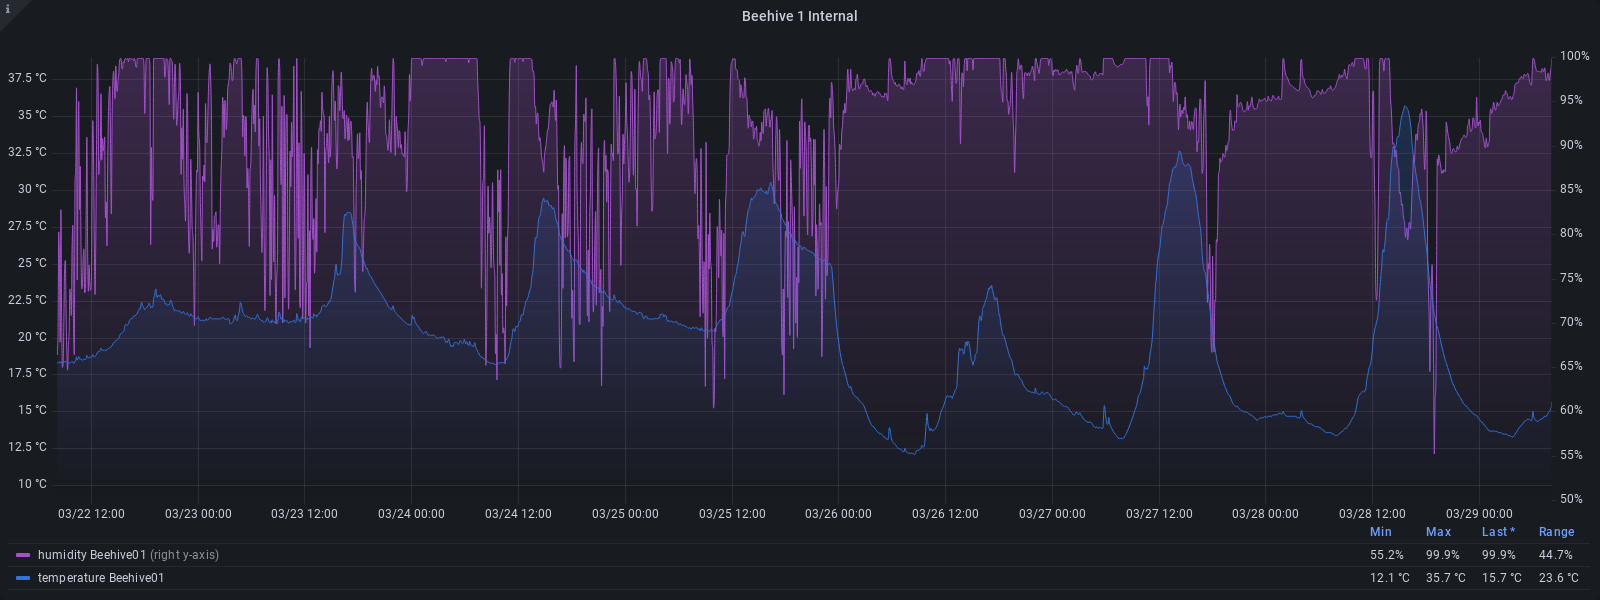 i
Beehive 1 Internal
37.5 °C
35 °C
32.5 °C
30 °C
27.5 °C
25 °C
22.5 °C
20 °C
17.5 °C
15 °C
12.5 °C
10 °C
100%
95%
90%
85%
80%
75%
70%
65%
60%
55%
50%
03/22 12:00 03/23 00:00 03/23 12:00 03/24 00:00 03/24 12:00 03/25 00:00 03/25 12:00 03/26 00:00 03/26 12:00 03/27 00:00 03/27 12:00 03/28 00:00 03/28 12:00 03/29 00:00
Min Max Last * Range
humidity Beehive01 (right y-axis) 55.2% 99.9% 99.9% 44.7%
temperature Beehive01 12.1 °C 35.7 °C 15.7 °C 23.6 °C